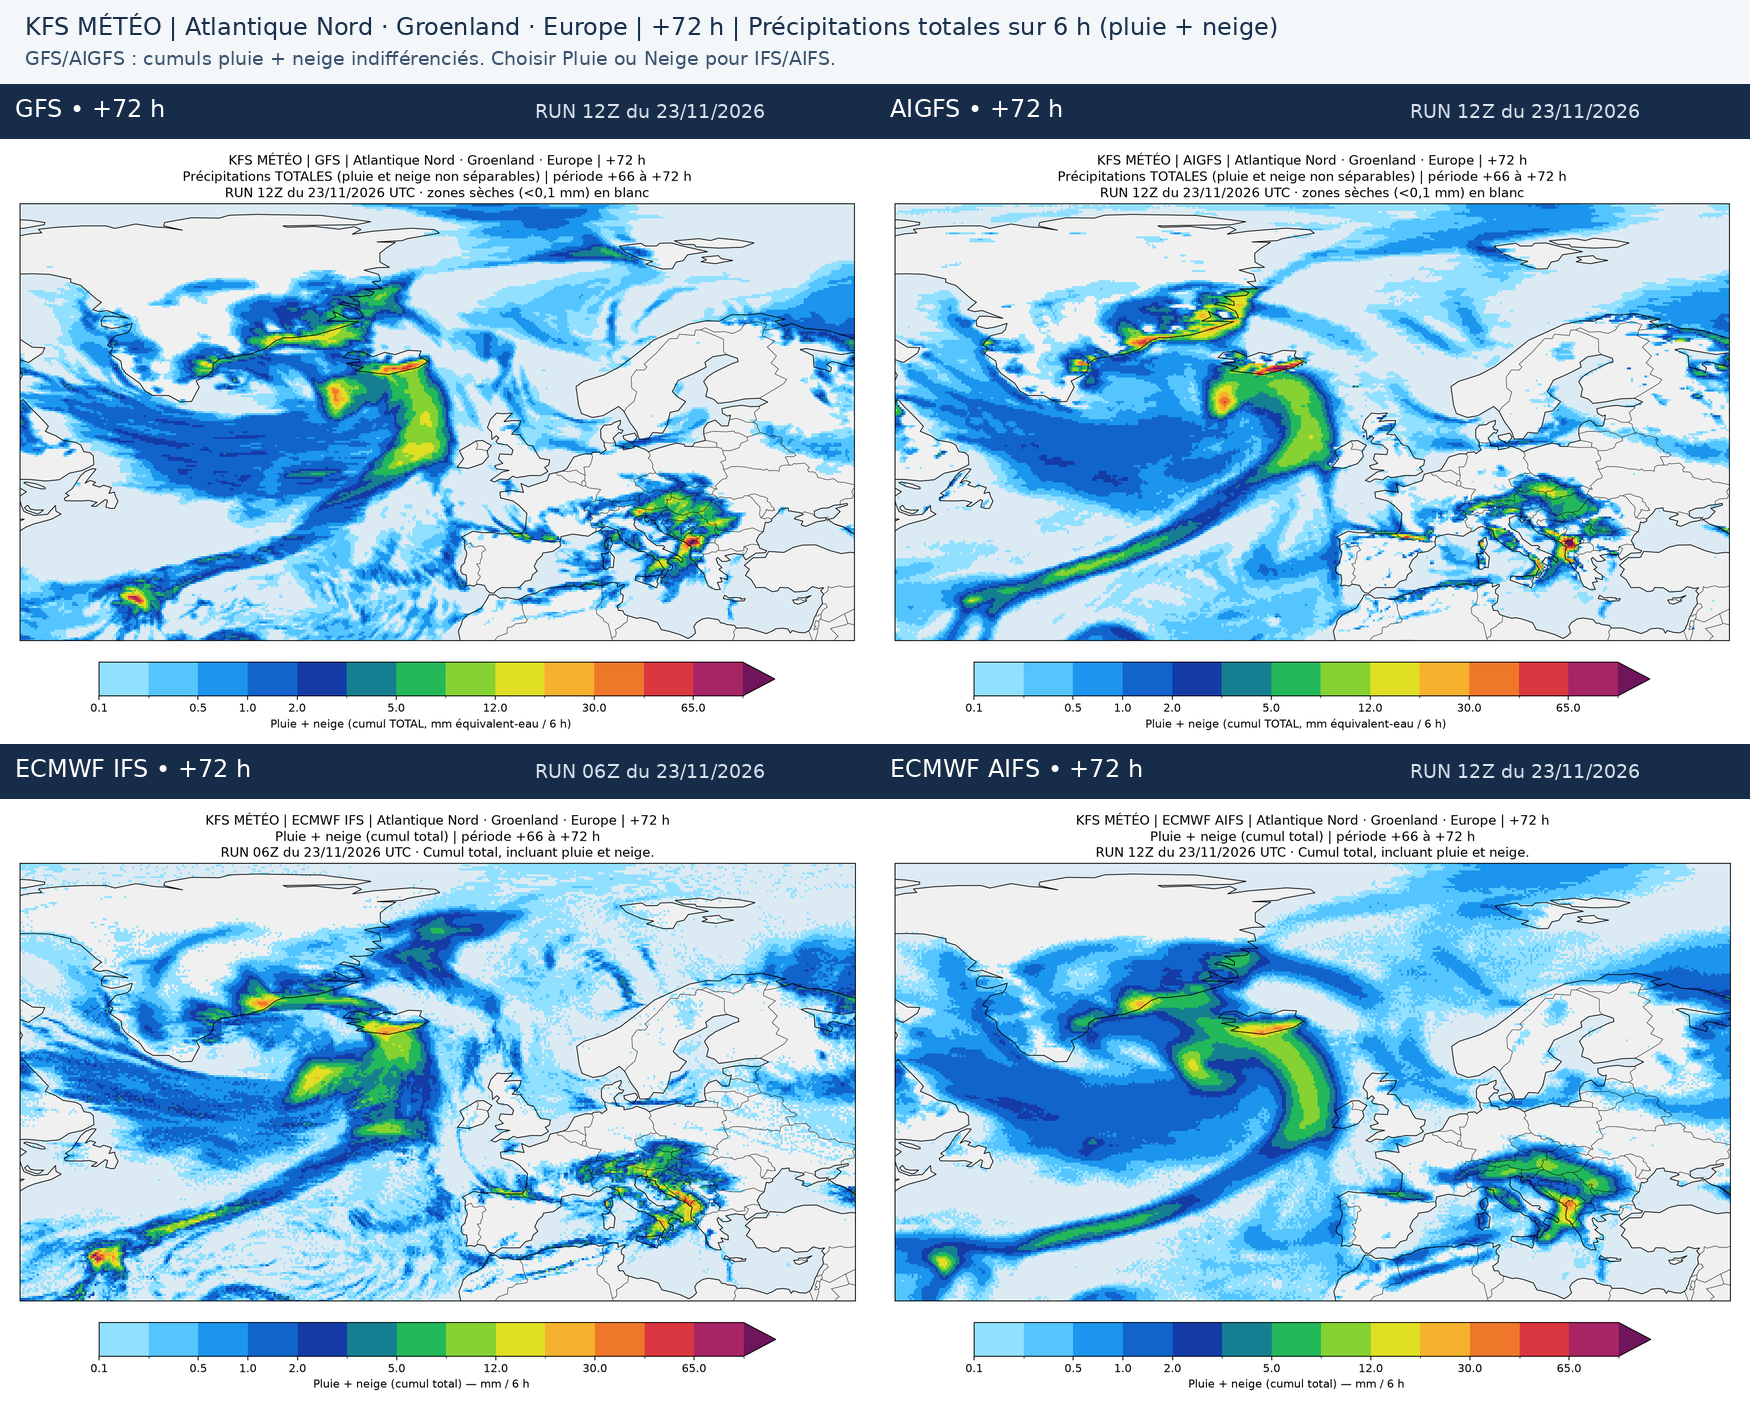 KFS MÉTÉO | Atlantique Nord · Groenland · Europe | +72 h | Précipitations totales sur 6 h (pluie + neige)
GFS/AIGFS : cumuls pluie + neige indifférenciés. Choisir Pluie ou Neige pour IFS/AIFS.
GFS • +72 h
RUN 12Z du 23/11/2026
KFS MÉTÉO | GFS | Atlantique Nord · Groenland · Europe | +72 h
Précipitations TOTALES (pluie et neige non séparables) | période +66 à +72 h
RUN 12Z du 23/11/2026 UTC · zones sèches (<0,1 mm) en blanc
0.1 0.5 1.0 2.0 5.0 12.0 30.0 65.0
Pluie + neige (cumul TOTAL, mm équivalent-eau / 6 h)
AIGFS • +72 h
RUN 12Z du 23/11/2026
KFS MÉTÉO | AIGFS | Atlantique Nord · Groenland · Europe | +72 h
Précipitations TOTALES (pluie et neige non séparables) | période +66 à +72 h
RUN 12Z du 23/11/2026 UTC · zones sèches (<0,1 mm) en blanc
0.1 0.5 1.0 2.0 5.0 12.0 30.0 65.0
Pluie + neige (cumul TOTAL, mm équivalent-eau / 6 h)
ECMWF IFS • +72 h
RUN 06Z du 23/11/2026
KFS MÉTÉO | ECMWF IFS | Atlantique Nord · Groenland · Europe | +72 h
Pluie + neige (cumul total) | période +66 à +72 h
RUN 06Z du 23/11/2026 UTC · Cumul total, incluant pluie et neige.
0.1 0.5 1.0 2.0 5.0 12.0 30.0 65.0
Pluie + neige (cumul total) — mm / 6 h
ECMWF AIFS • +72 h
RUN 12Z du 23/11/2026
KFS MÉTÉO | ECMWF AIFS | Atlantique Nord · Groenland · Europe | +72 h
Pluie + neige (cumul total) | période +66 à +72 h
RUN 12Z du 23/11/2026 UTC · Cumul total, incluant pluie et neige.
0.1 0.5 1.0 2.0 5.0 12.0 30.0 65.0
Pluie + neige (cumul total) — mm / 6 h